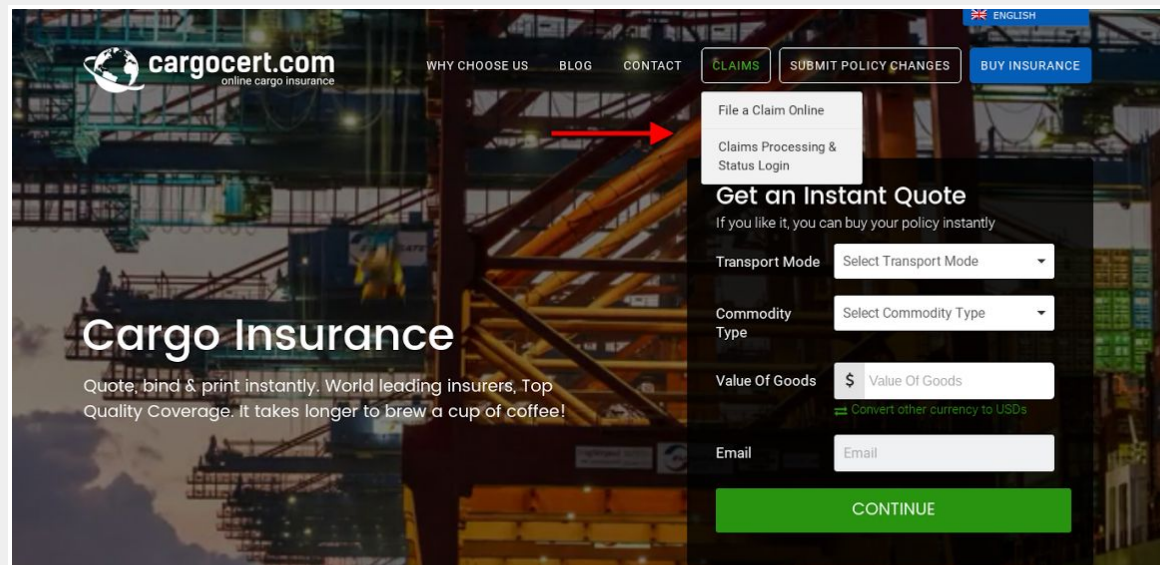 ENGLISH
cargocert.com
online cargo insurance
WHY CHOOSE US
BLOG
CONTACT
CLAIMS
SUBMIT POLICY CHANGES
BUY INSURANCE
File a Claim Online
Claims Processing &
Status Login
Get an Instant Quote
If you like it, you can buy your policy instantly
Transport Mode
Select Transport Mode
Commodity
Type
Select Commodity Type
Value Of Goods
$
Value Of Goods
Convert other currency to USDs
Email
Email
CONTINUE
Cargo Insurance
Quote, bind & print instantly. World leading insurers, Top
Quality Coverage. It takes longer to brew a cup of coffee!